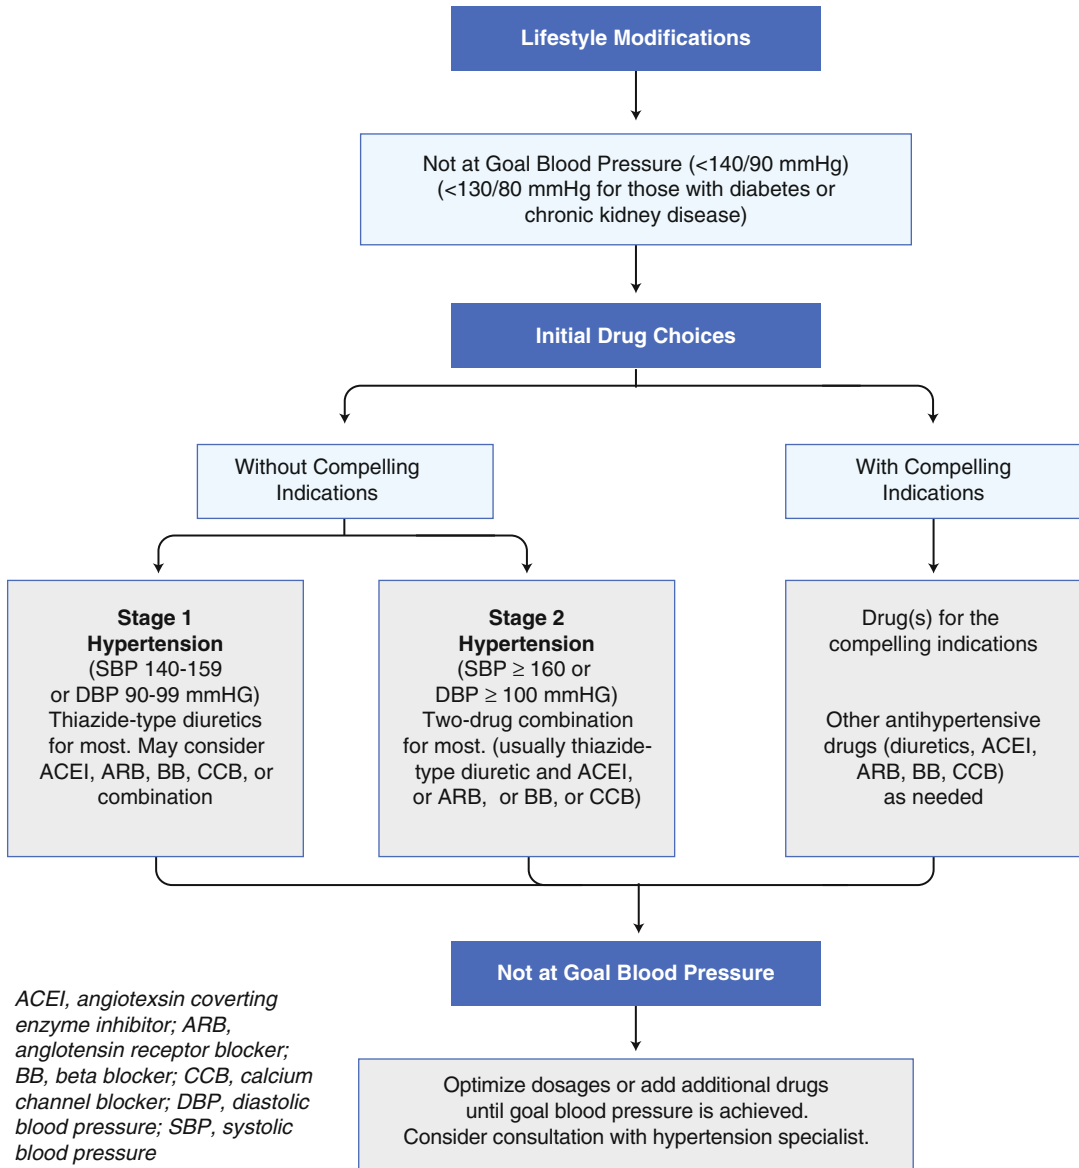 Lifestyle Modifications
Not at Goal Blood Pressure (<140/90 mmHg)
(<130/80 mmHg for those with diabetes or
chronic kidney disease)
Initial Drug Choices
Without Compelling
Indications
With Compelling
Indications
Stage 1
Hypertension
(SBP 140-159
or DBP 90-99 mmHG)
Thiazide-type diuretics
for most. May consider
ACEI, ARB, BB, CCB, or
combination
Stage 2
Hypertension
(SBP ≥ 160 or
DBP ≥ 100 mmHG)
Two-drug combination
for most. (usually thiazide-
type diuretic and ACEI,
or ARB, or BB, or CCB)
Drug(s) for the
compelling indications
Other antihypertensive
drugs (diuretics, ACEI,
ARB, BB, CCB)
as needed
Not at Goal Blood Pressure
Optimize dosages or add additional drugs
until goal blood pressure is achieved.
Consider consultation with hypertension specialist.
ACEI, angiotexsin coverting
enzyme inhibitor; ARB,
anglotensin receptor blocker;
BB, beta blocker; CCB, calcium
channel blocker; DBP, diastolic
blood pressure; SBP, systolic
blood pressure